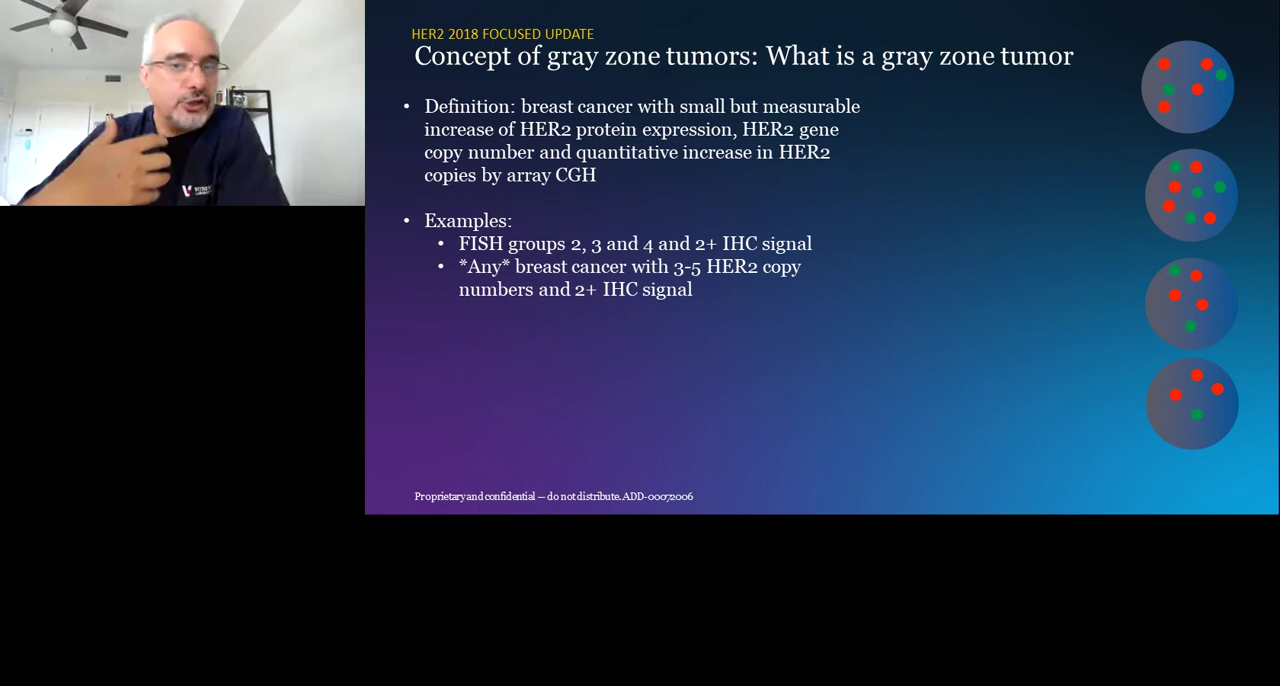 HER2 2018 FOCUSED UPDATE
Concept of gray zone tumors: What is a gray zone tumor
• Definition: breast cancer with small but measurable
increase of HER2 protein expression, HER2 gene
copy number and quantitative increase in HER2
copies by array CGH
• Examples:
• FISH groups 2, 3 and 4 and 2+ IHC signal
• *Any* breast cancer with 3-5 HER2 copy
numbers and 2+ IHC signal
Proprietary and confidential — do not distribute. ADD-00072006